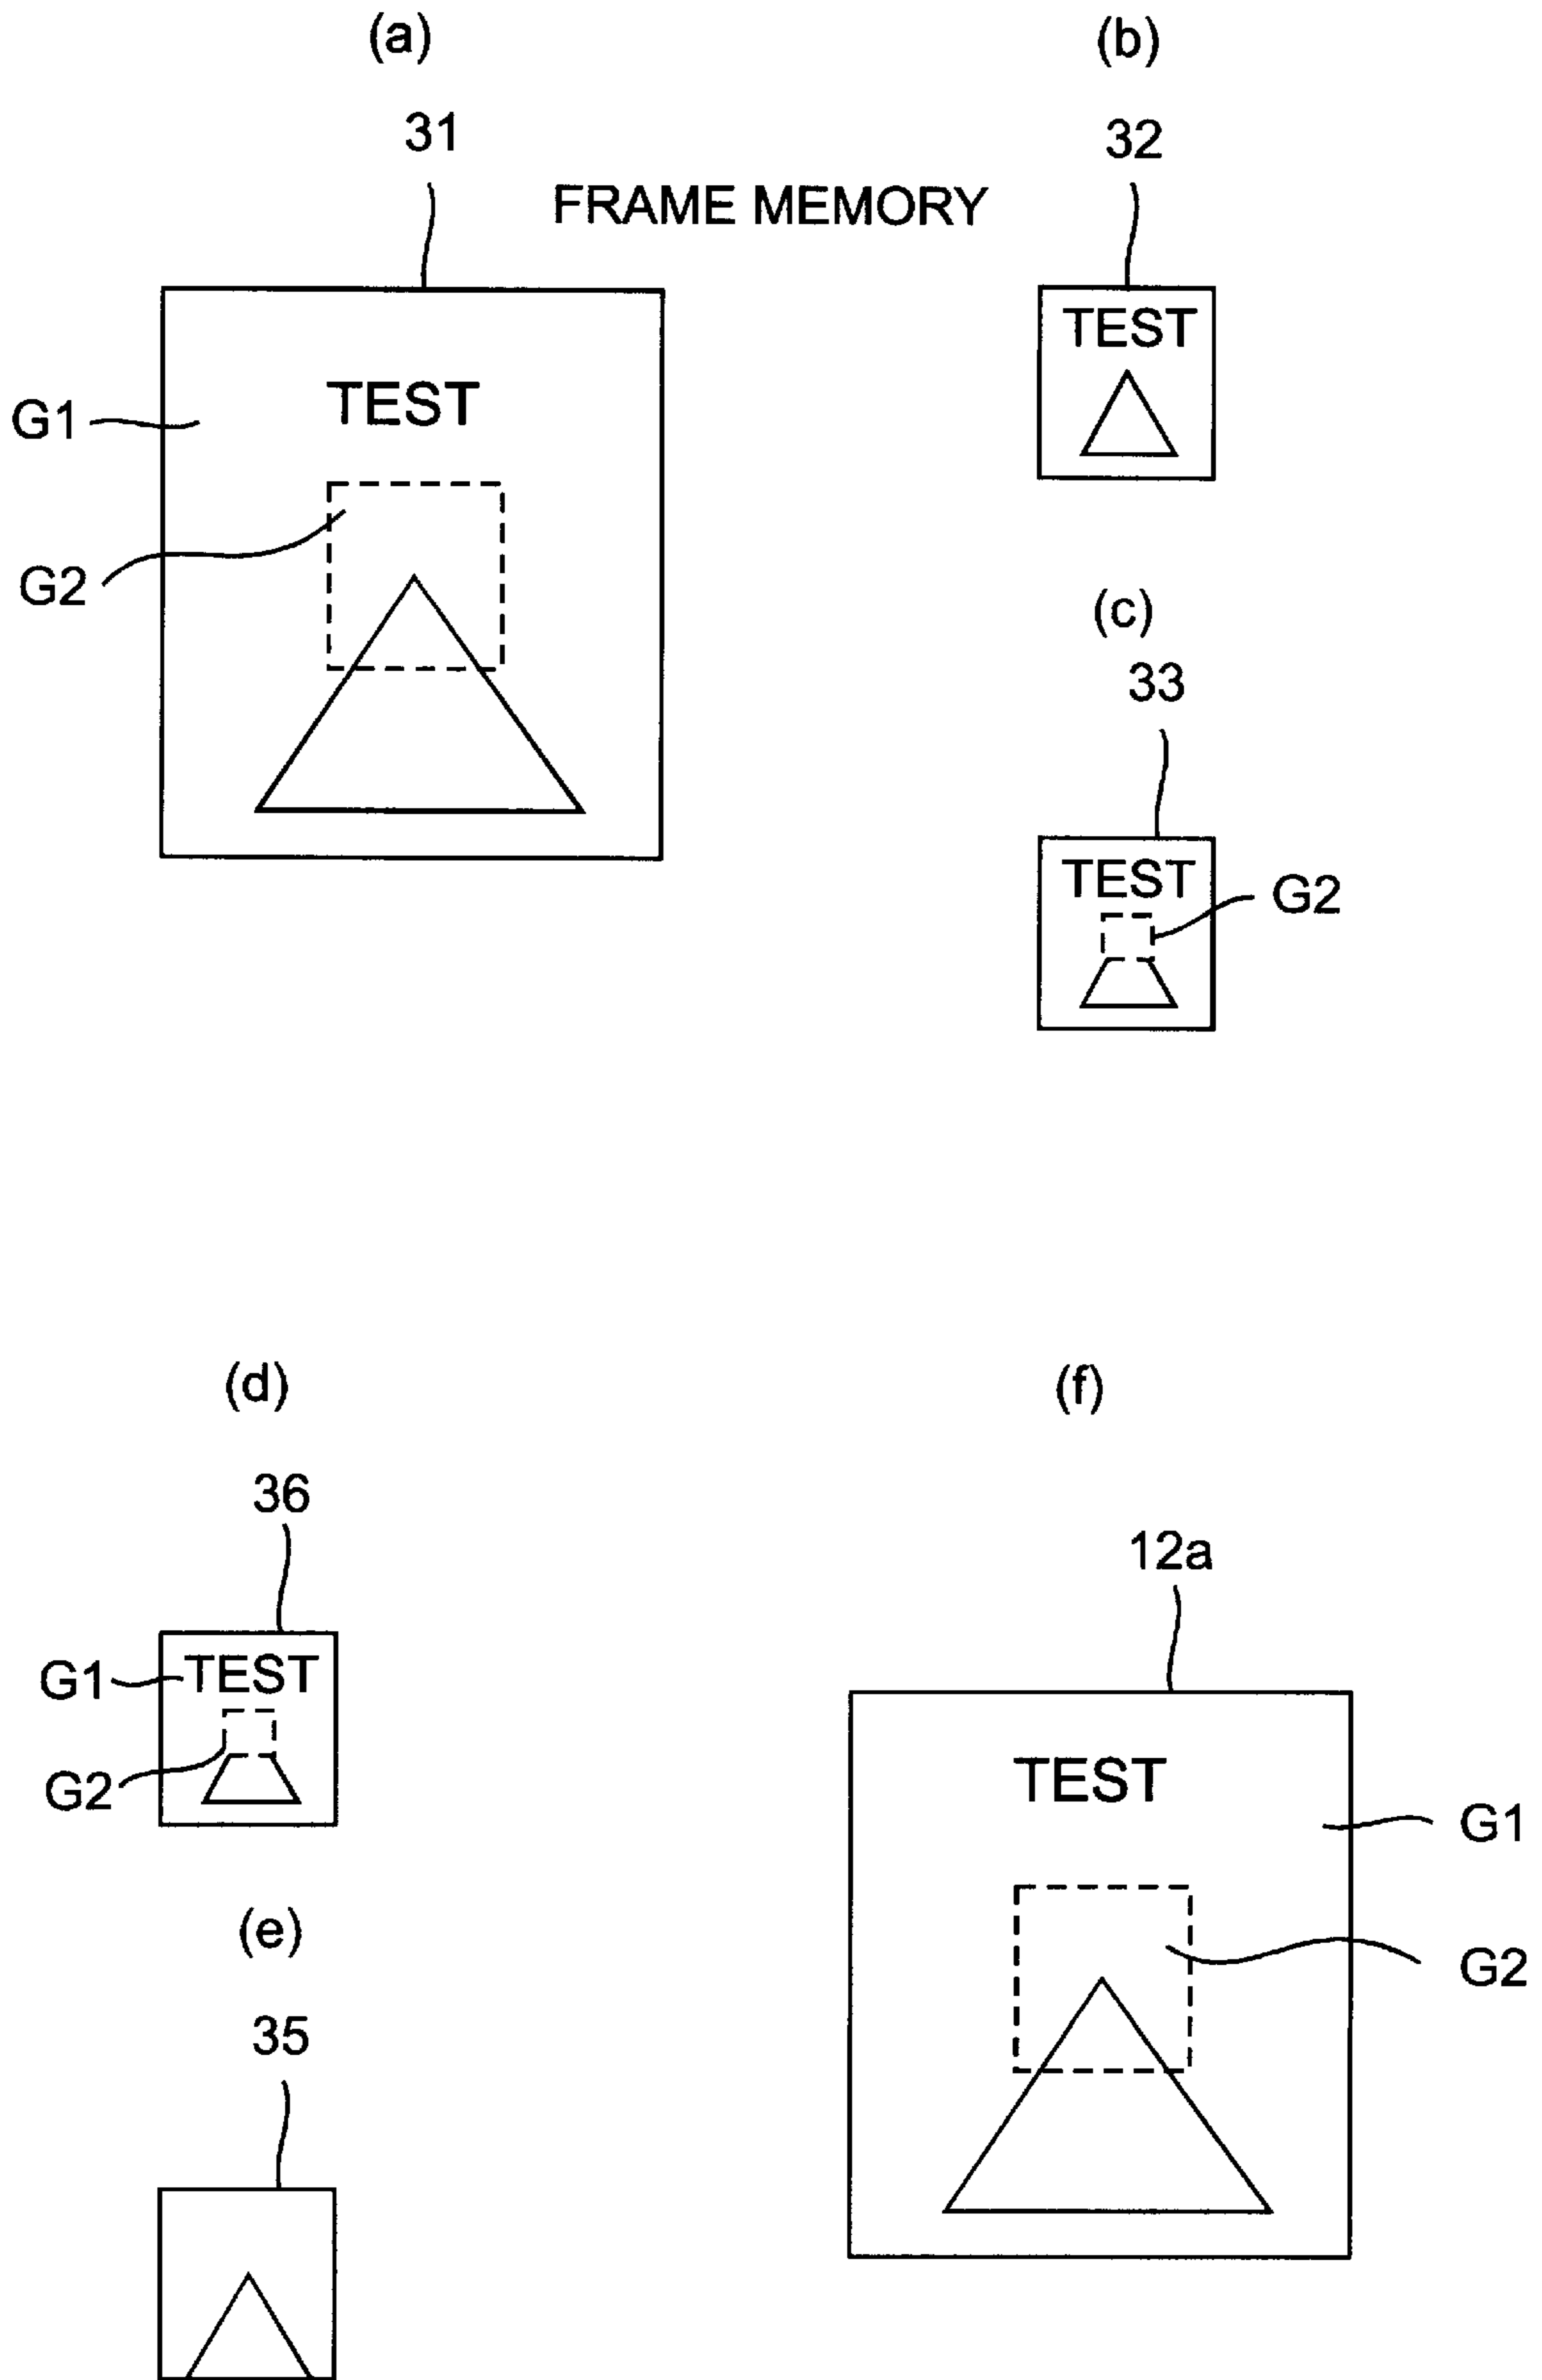 (a)
31
FRAME MEMORY
TEST
G1
G2
(b)
32
TEST
(c)
33
TEST
G2
(d)
36
G1
TEST
G2
(e)
35
(f)
12a
TEST
G1
G2